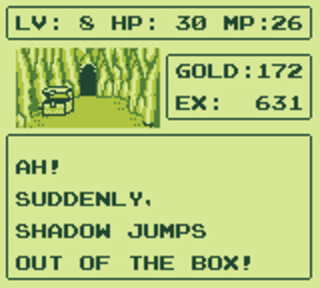 LV: 8 HP: 30 MP:26
GOLD:172
EX: 631
AH!
SUDDENLY,
SHADOW JUMPS
OUT OF THE BOX!